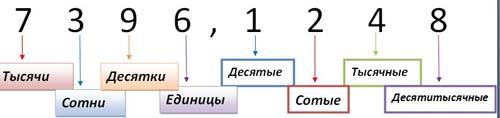 7 3 9 6 , 1 2 4 8
Тысячи Десятки Десятые Тысячные
Сотни Единицы Сотые Десятитысячные